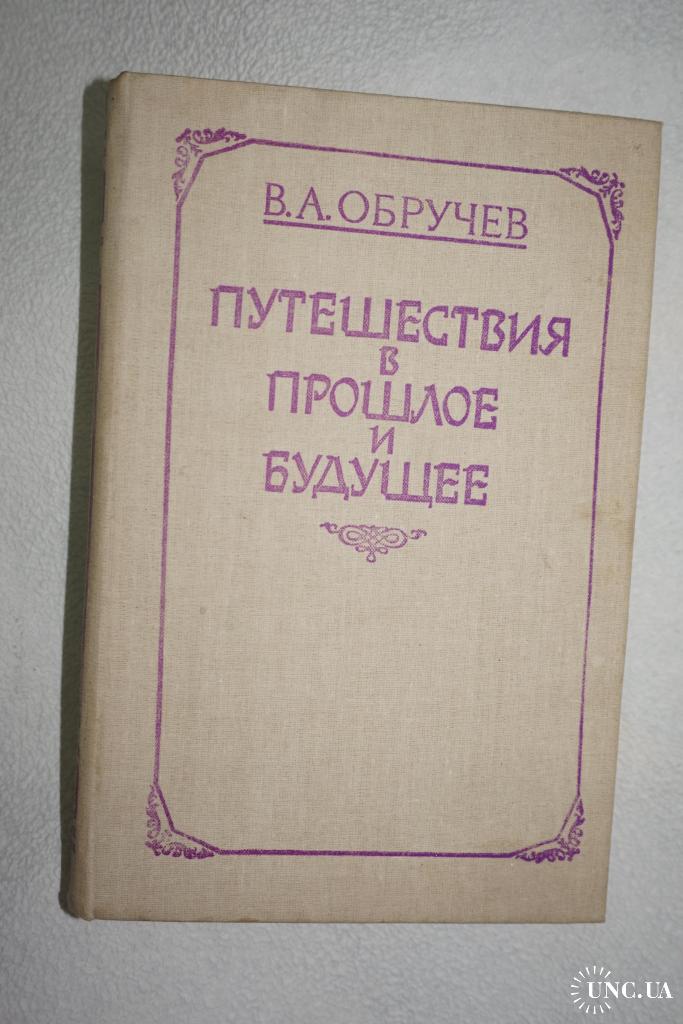 В.А.ОБРУЧЕВ
ПУТЕШЕСТВИЯ
В
ПРОШЛОЕ
И
БУДУЩЕЕ
UNC.UA